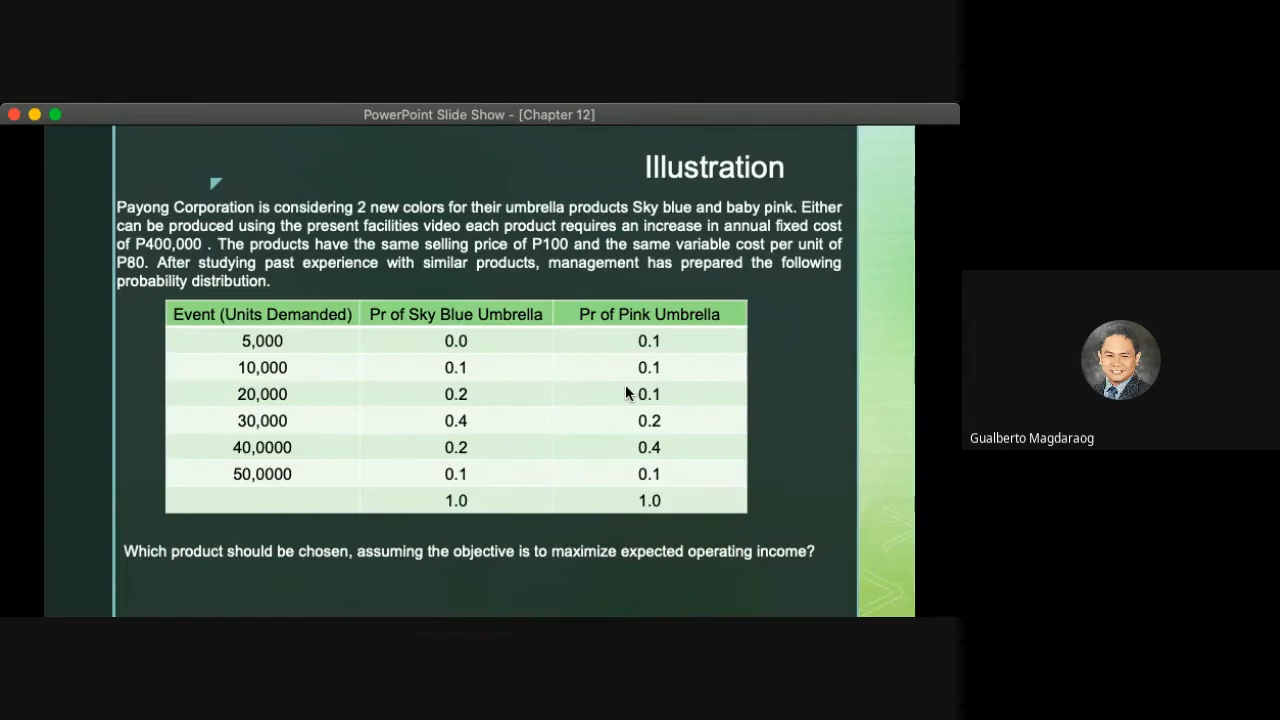 PowerPoint Slide Show - [Chapter 12]
Illustration
Payong Corporation is considering 2 new colors for their umbrella products Sky blue and baby pink. Either
can be produced using the present facilities video each product requires an increase in annual fixed cost
of P400,000 . The products have the same selling price of P100 and the same variable cost per unit of
P80. After studying past experience with similar products, management has prepared the following
probability distribution.
Event (Units Demanded) Pr of Sky Blue Umbrella Pr of Pink Umbrella
5,000 0.0 0.1
10,000 0.1 0.1
20,000 0.2 0.1
30,000 0.4 0.2
40,0000 0.2 0.4
50,0000 0.1 0.1
1.0 1.0
Which product should be chosen, assuming the objective is to maximize expected operating income?
Gualberto Magdaraog